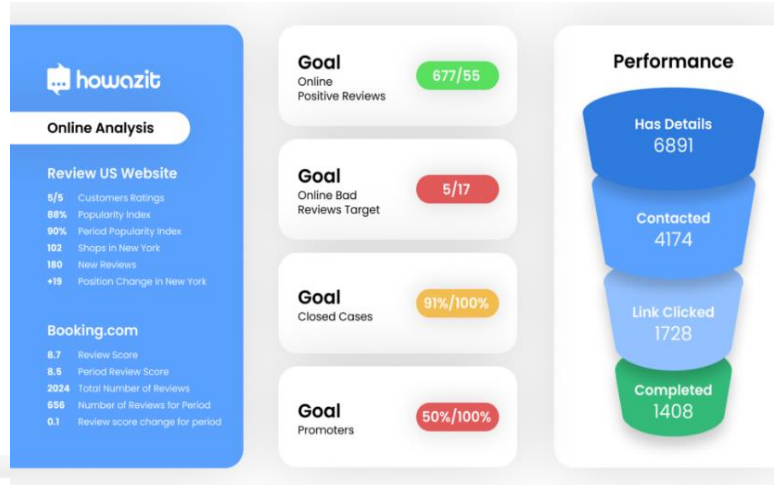 howazit
Online Analysis
Review US Website
5/5 Customers Ratings
88% Popularity Index
90% Period Popularity Index
102 Shops in New York
180 New Reviews
+19 Position Change in New York
Booking.com
8.7 Review Score
8.5 Period Review Score
2024 Total Number of Reviews
656 Number of Reviews for Period
0.1 Review score change for period
Goal
Online
Positive Reviews
677/55
Goal
Online Bad
Reviews Target
5/17
Goal
Closed Cases
91%/100%
Goal
Promoters
50%/100%
Performance
Has Details
6891
Contacted
4174
Link Clicked
1728
Completed
1408